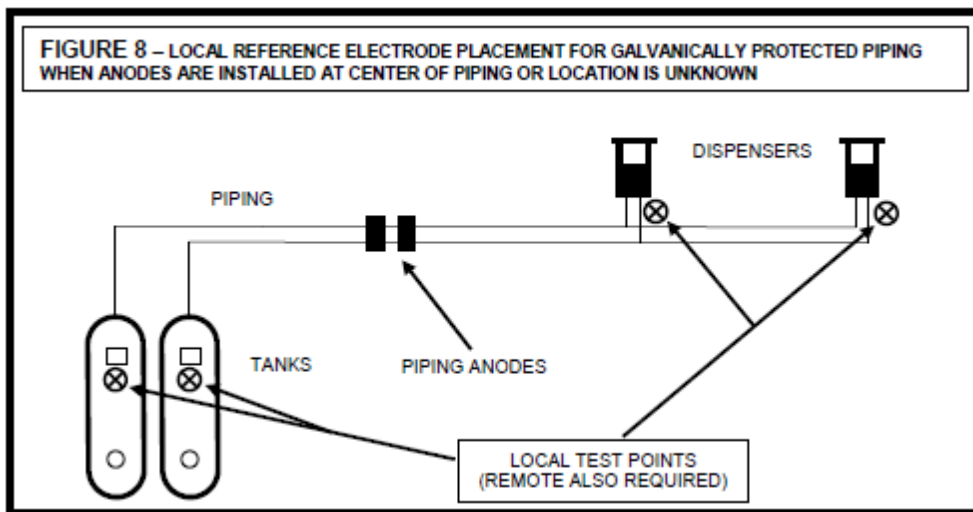 FIGURE 8 – LOCAL REFERENCE ELECTRODE PLACEMENT FOR GALVANICALLY PROTECTED PIPING
WHEN ANODES ARE INSTALLED AT CENTER OF PIPING OR LOCATION IS UNKNOWN
DISPENSERS
PIPING
TANKS
PIPING ANODES
LOCAL TEST POINTS
(REMOTE ALSO REQUIRED)